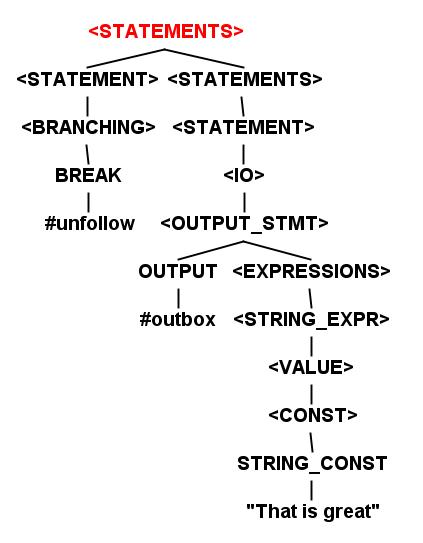 <STATEMENTS>
<STATEMENT> <STATEMENTS>
<BRANCHING> <STATEMENT>
BREAK <IO>
#unfollow <OUTPUT_STMT>
OUTPUT <EXPRESSIONS>
#outbox <STRING_EXPR>
<VALUE>
<CONST>
STRING_CONST
"That is great"